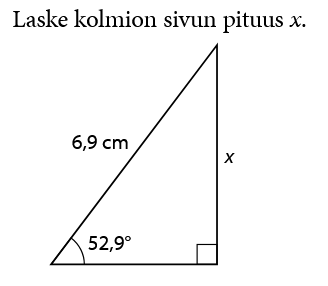 Laske kolmion sivun pituus x.
6,9 cm
x
52,9°